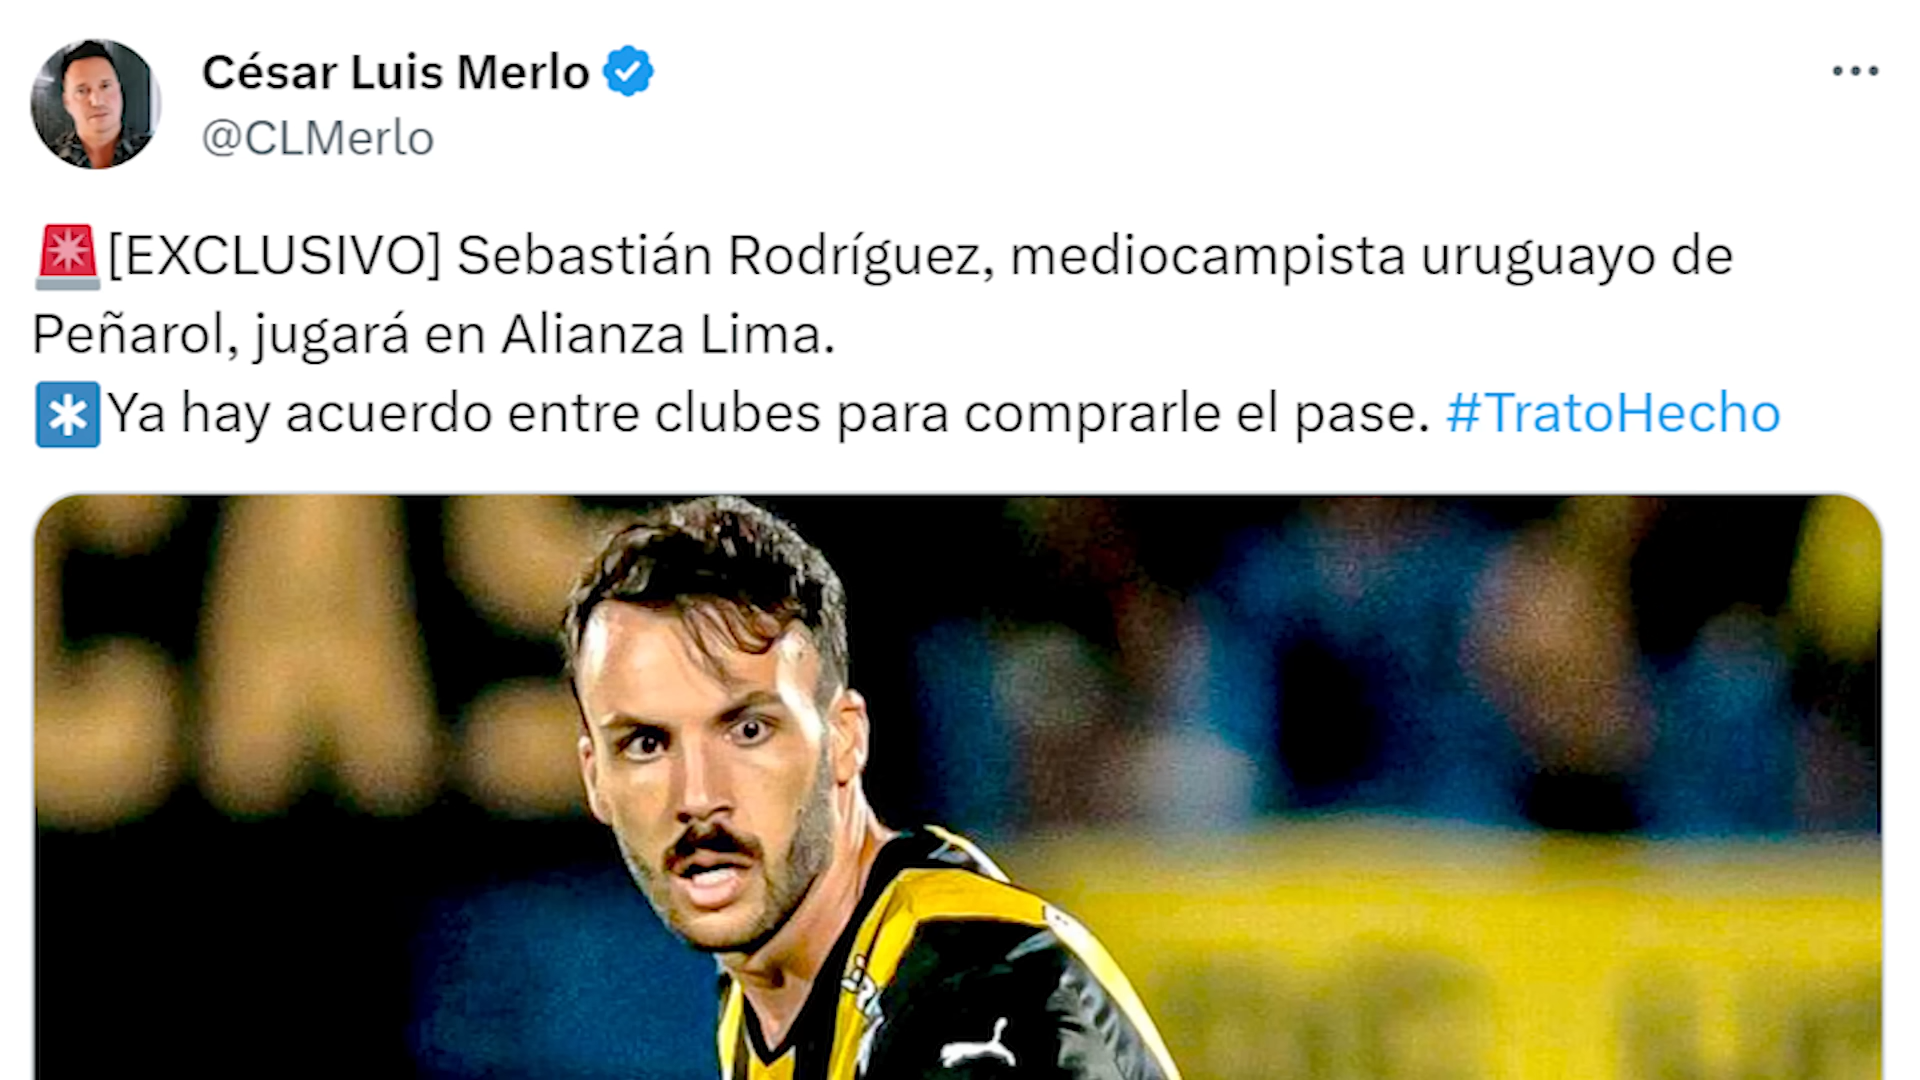 César Luis Merlo
@CLMerlo
🚨[EXCLUSIVO] Sebastián Rodríguez, mediocampista uruguayo de
Peñarol, jugará en Alianza Lima.
*️⃣Ya hay acuerdo entre clubes para comprarle el pase. #TratoHecho